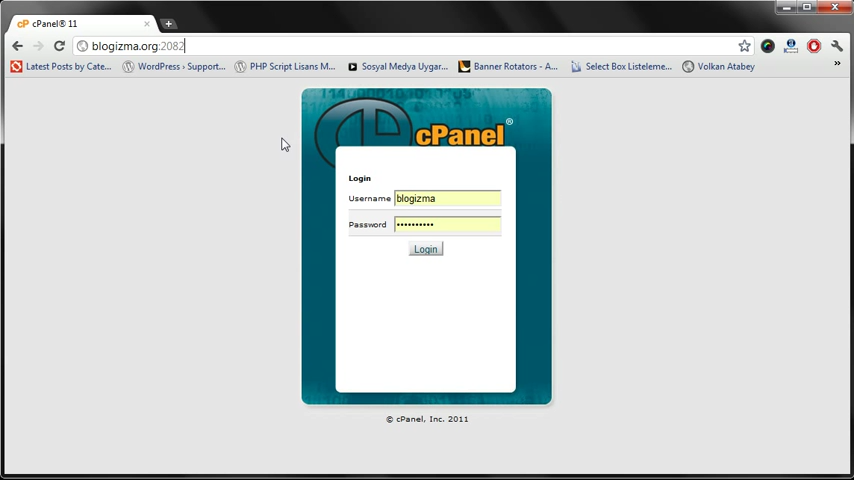 cP cPanel® 11
blogizma.org:2082
Latest Posts by Cate... WordPress › Support... PHP Script Lisans M... Sosyal Medya Uygar... Banner Rotators - A... Select Box Listeleme... Volkan Atabey »
cPanel®
Login
Username blogizma
Password ••••••••••
Login
© cPanel, Inc. 2011